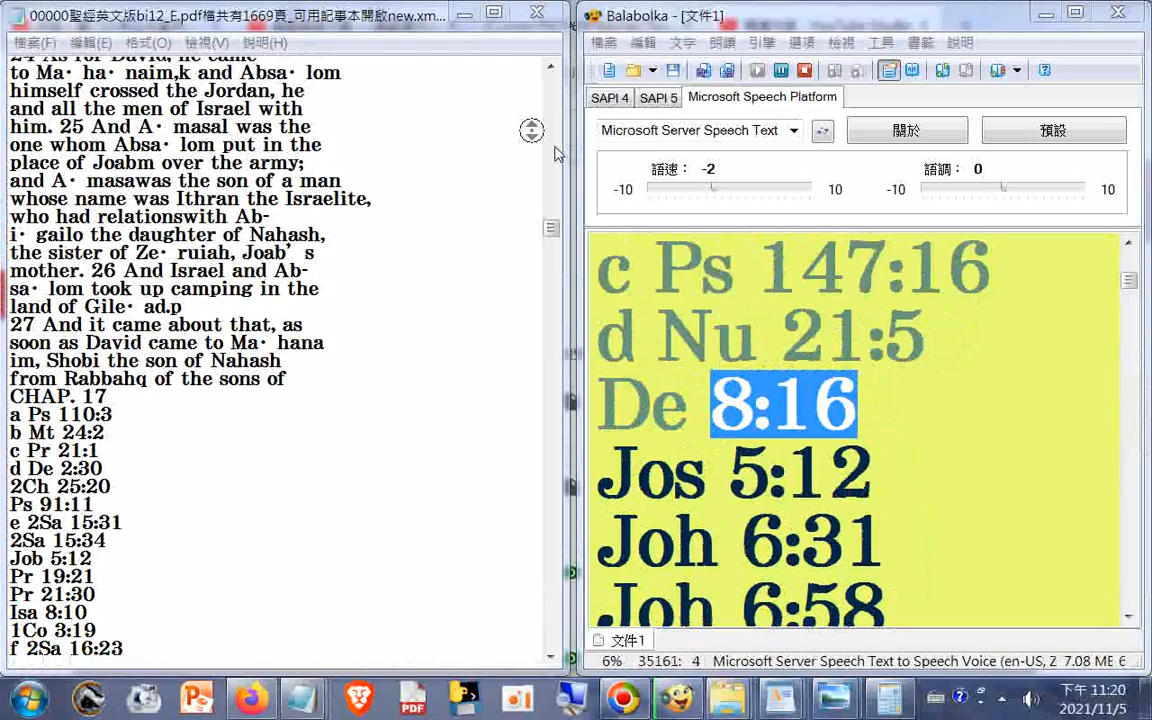 00000聖經英文版bi12_E.pdf檔共有1669頁_可用記事本開啟new.xm...
檔案(F) 編輯(E) 格式(O) 檢視(V) 說明(H)
24 As for David, he came
to Ma· ha· naim,k and Absa· lom
himself crossed the Jordan, he
and all the men of Israel with
him. 25 And A· masal was the
one whom Absa· lom put in the
place of Joabm over the army;
and A· masawas the son of a man
whose name was Ithran the Israelite,
who had relationswith Ab-
i· gailo the daughter of Nahash,
the sister of Ze· ruiah, Joab’s
mother. 26 And Israel and Ab-
sa· lom took up camping in the
land of Gile· ad.p
27 And it came about that, as
soon as David came to Ma· hana
im, Shobi the son of Nahash
from Rabbahq of the sons of
CHAP. 17
a Ps 110:3
b Mt 24:2
c Pr 21:1
d De 2:30
2Ch 25:20
Ps 91:11
e 2Sa 15:31
2Sa 15:34
Job 5:12
Pr 19:21
Pr 21:30
Isa 8:10
1Co 3:19
f 2Sa 16:23
Balabolka - [文件1]
檔案 編輯 文字 朗讀 引擎 選項 檢視 工具 書籤 說明
SAPI 4 SAPI 5 Microsoft Speech Platform
Microsoft Server Speech Text 關於 預設
語速： -2 語調： 0
-10 10 -10 10
c Ps 147:16
d Nu 21:5
De 8:16
Jos 5:12
Joh 6:31
Joh 6:58
文件1
6% 35161: 4 Microsoft Server Speech Text to Speech Voice (en-US, Z 7.08 MB 6
PDF
下午 11:20
2021/11/5